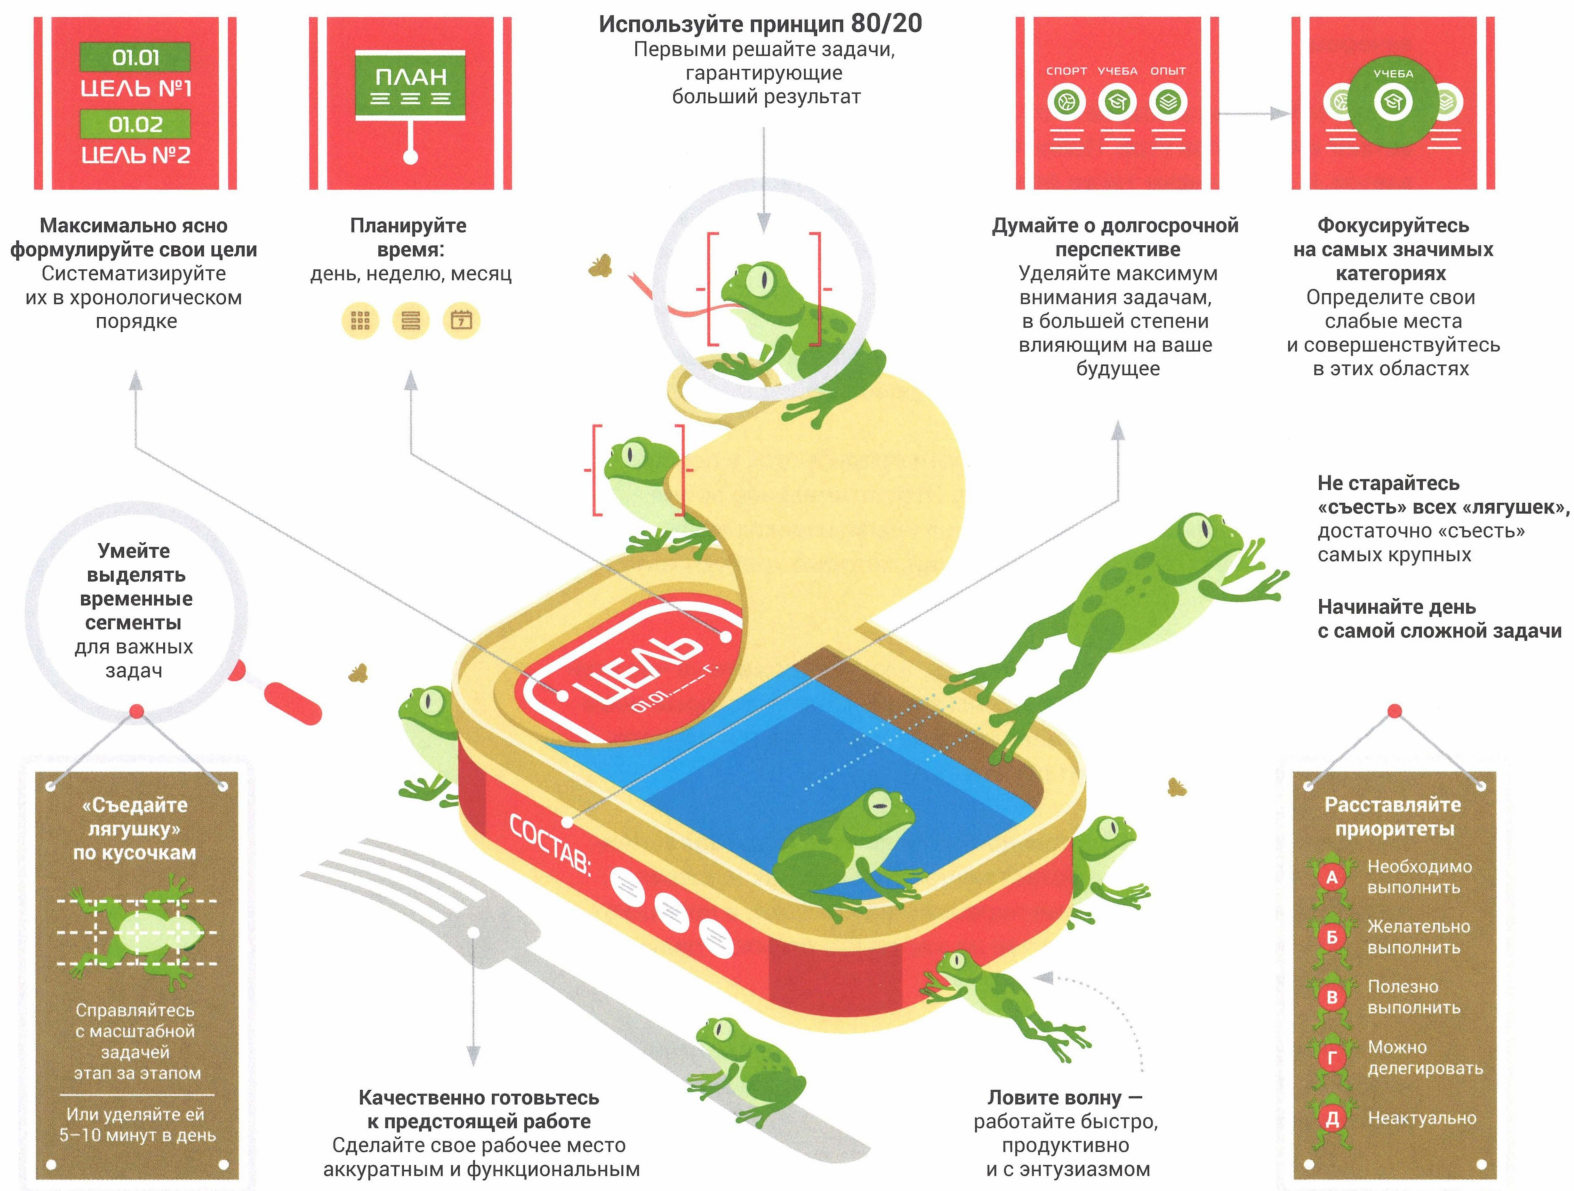 01.01
ЦЕЛЬ №1
01.02
ЦЕЛЬ №2
Максимально ясно
формулируйте свои цели
Систематизируйте
их в хронологическом
порядке
ПЛАН
Планируйте
время:
день, неделю, месяц
7
Используйте принцип 80/20
Первыми решайте задачи,
гарантирующие
больший результат
СПОРТ УЧЕБА ОПЫТ
Думайте о долгосрочной
перспективе
Уделяйте максимум
внимания задачам,
в большей степени
влияющим на ваше
будущее
УЧЕБА
Фокусируйтесь
на самых значимых
категориях
Определите свои
слабые места
и совершенствуйтесь
в этих областях
Умейте
выделять
временные
сегменты
для важных
задач
Не старайтесь
«съесть» всех «лягушек»,
достаточно «съесть»
самых крупных
Начинайте день
с самой сложной задачи
ЦЕЛЬ
01.01.____ г.
СОСТАВ:
«Съедайте
лягушку»
по кусочкам
Справляйтесь
с масштабной
задачей
этап за этапом
Или уделяйте ей
5–10 минут в день
Качественно готовьтесь
к предстоящей работе
Сделайте свое рабочее место
аккуратным и функциональным
Ловите волну —
работайте быстро,
продуктивно
и с энтузиазмом
Расставляйте
приоритеты
А Необходимо
выполнить
Б Желательно
выполнить
В Полезно
выполнить
Г Можно
делегировать
Д Неактуально